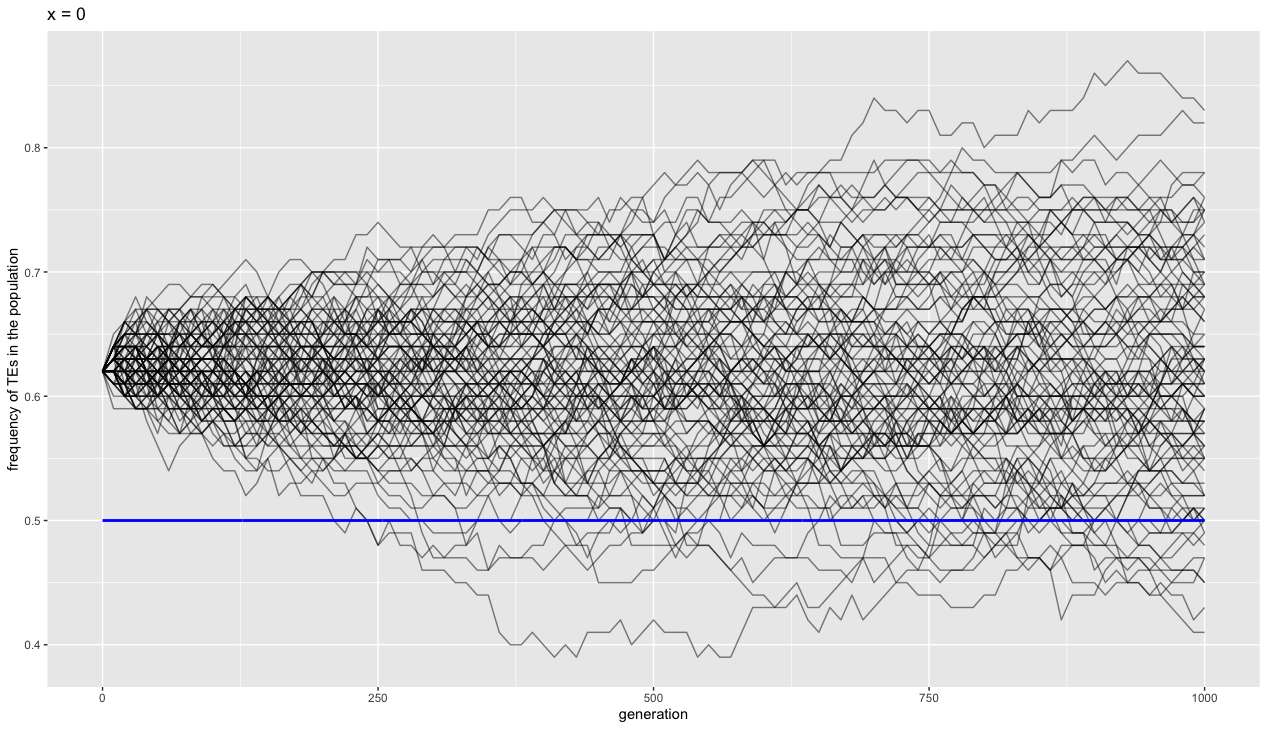 x = 0
frequency of TEs in the population
0.8
0.7
0.6
0.5
0.4
0 250 500 750 1000
generation